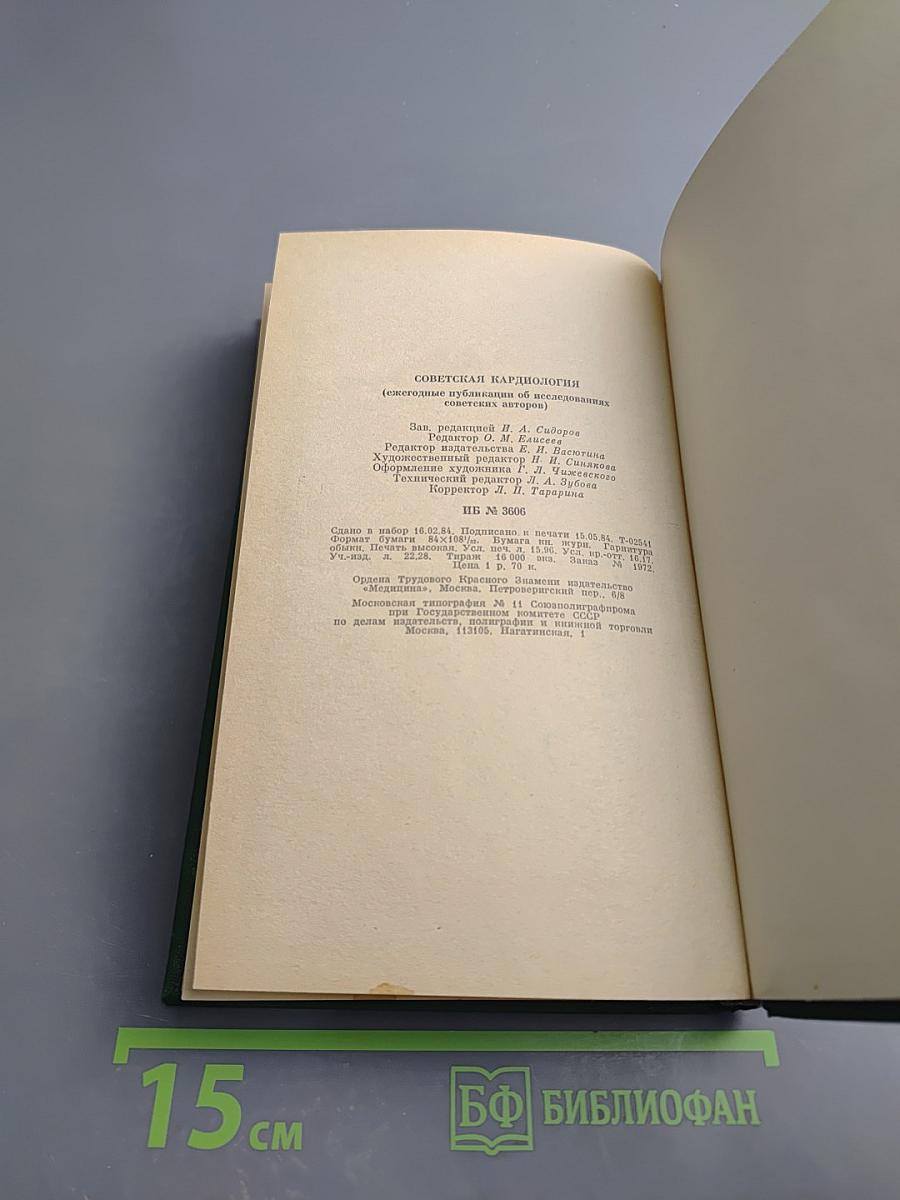 СОВЕТСКАЯ КАРДИОЛОГИЯ
(ежегодные публикации об исследованиях
советских авторов)
Зав. редакцией И. А. Сидоров
Редактор О. М. Елисеев
Редактор издательства Е. И. Васютина
Художественный редактор Н. И. Синякова
Оформление художника Г. Л. Чижевского
Технический редактор Л. А. Зубова
Корректор Л. П. Тарарина
ИБ № 3606
Сдано в набор 16.02.84. Подписано к печати 15.05.84. Т-02541
Формат бумаги 84×108¹/₃₂. Бумага кн. журн. Гарнитура
обыкн. Печать высокая. Усл. печ. л. 15,96. Усл. кр.-отт. 16,17.
Уч.-изд. л. 22,28. Тираж 16 000 экз. Заказ № 1972.
Цена 1 р. 70 к.
Ордена Трудового Красного Знамени издательство
«Медицина», Москва, Петроверигский пер., 6/8
Московская типография № 11 Союзполиграфпрома
при Государственном комитете СССР
по делам издательств, полиграфии и книжной торговли
Москва, 113105, Нагатинская, 1
15 см
БФ БИБЛИОФАН